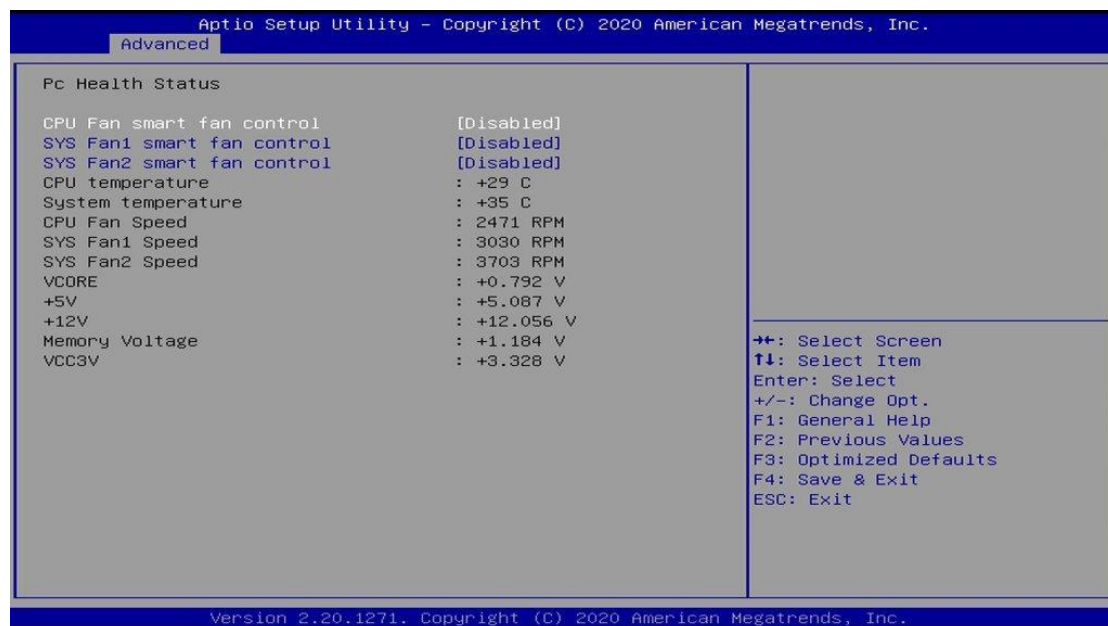 Aptio Setup Utility – Copyright (C) 2020 American Megatrends, Inc.
Advanced
Pc Health Status
CPU Fan smart fan control [Disabled]
SYS Fan1 smart fan control [Disabled]
SYS Fan2 smart fan control [Disabled]
CPU temperature : +29 C
System temperature : +35 C
CPU Fan Speed : 2471 RPM
SYS Fan1 Speed : 3030 RPM
SYS Fan2 Speed : 3703 RPM
VCORE : +0.792 V
+5V : +5.087 V
+12V : +12.056 V
Memory Voltage : +1.184 V
VCC3V : +3.328 V
→←: Select Screen
↑↓: Select Item
Enter: Select
+/-: Change Opt.
F1: General Help
F2: Previous Values
F3: Optimized Defaults
F4: Save & Exit
ESC: Exit
Version 2.20.1271. Copyright (C) 2020 American Megatrends, Inc.